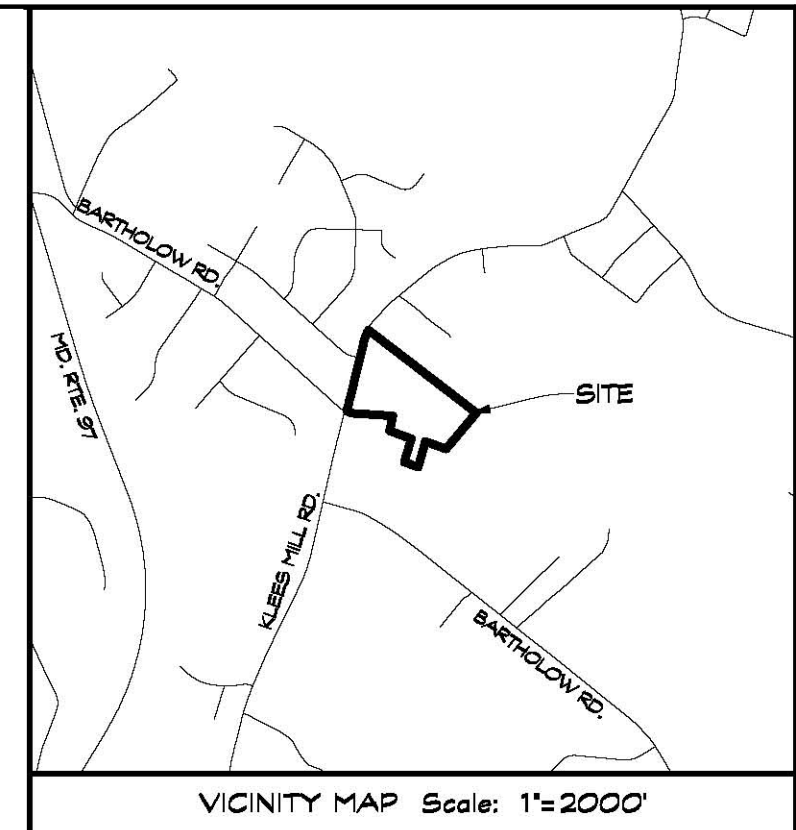 BARTHOLOW RD.
MD. RTE. 97
SITE
KLEES MILL RD.
BARTHOLOW RD.
VICINITY MAP Scale: 1"=2000'